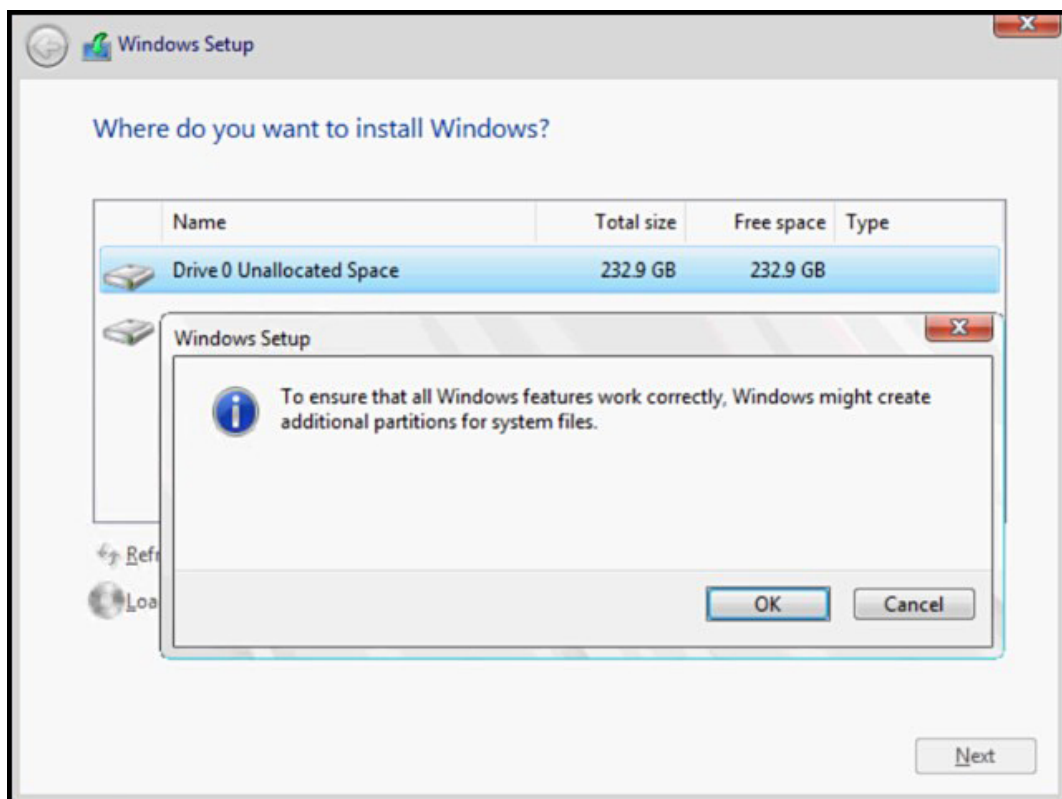 Windows Setup
Where do you want to install Windows?
Name Total size Free space Type
Drive 0 Unallocated Space 232.9 GB 232.9 GB
Windows Setup
To ensure that all Windows features work correctly, Windows might create
additional partitions for system files.
Refr
Loa
OK Cancel
Next